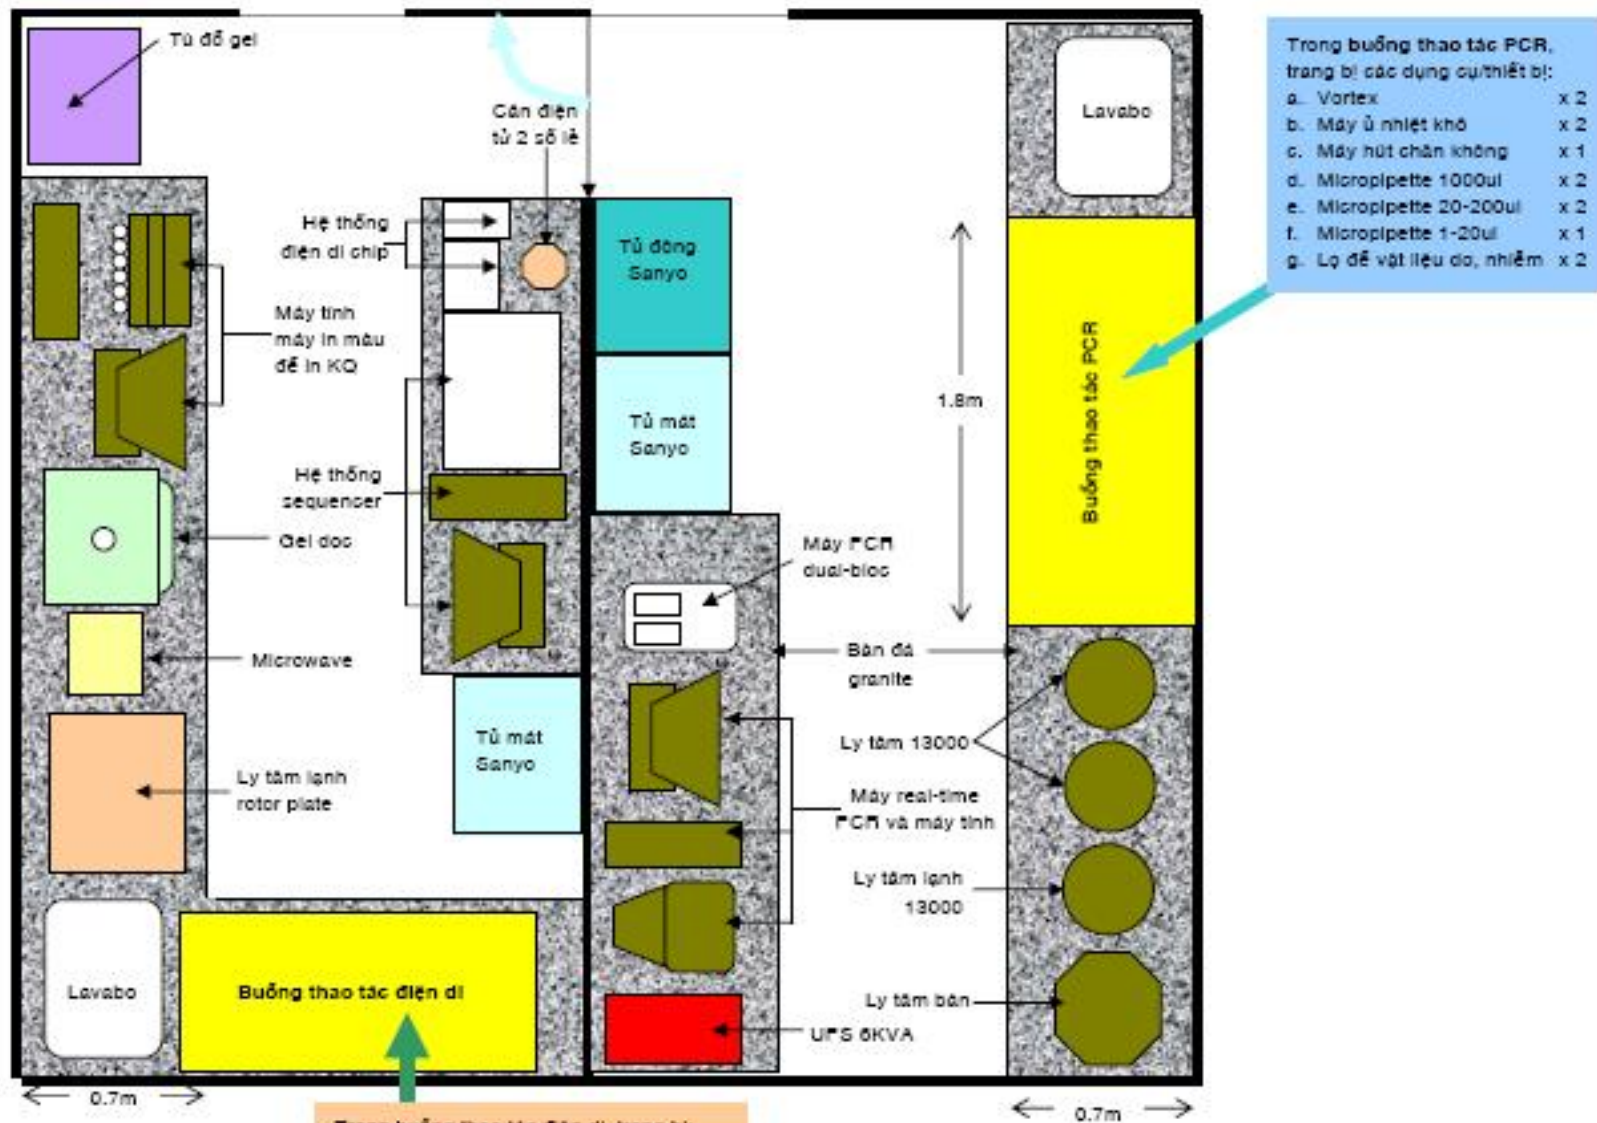 Tủ đổ gel
Cân điện
tử 2 số lẻ
Lavabo
Trong buồng thao tác PCR,
trang bị các dụng cụ/thiết bị:
a. Vortex x 2
b. Máy ủ nhiệt khô x 2
c. Máy hút chân không x 1
d. Micropipette 1000ul x 2
e. Micropipette 20-200ul x 2
f. Micropipette 1-20ul x 1
g. Lọ để vật liệu dơ, nhiễm x 2
Hệ thống
điện di chip
Tủ đông
Sanyo
Máy tính
máy in màu
để in KQ
Tủ mát
Sanyo
1.8m
Buồng thao tác PCR
Hệ thống
sequenser
Gel doc
Máy PCR
dual-bloc
Microwave
Bàn đá
granite
Tủ mát
Sanyo
Ly tâm 13000
Ly tâm lạnh
rotor plate
Máy real-time
PCR và máy tính
Ly tâm lạnh
13000
Lavabo
Buồng thao tác điện di
Ly tâm bàn
UPS 6KVA
0.7m
0.7m